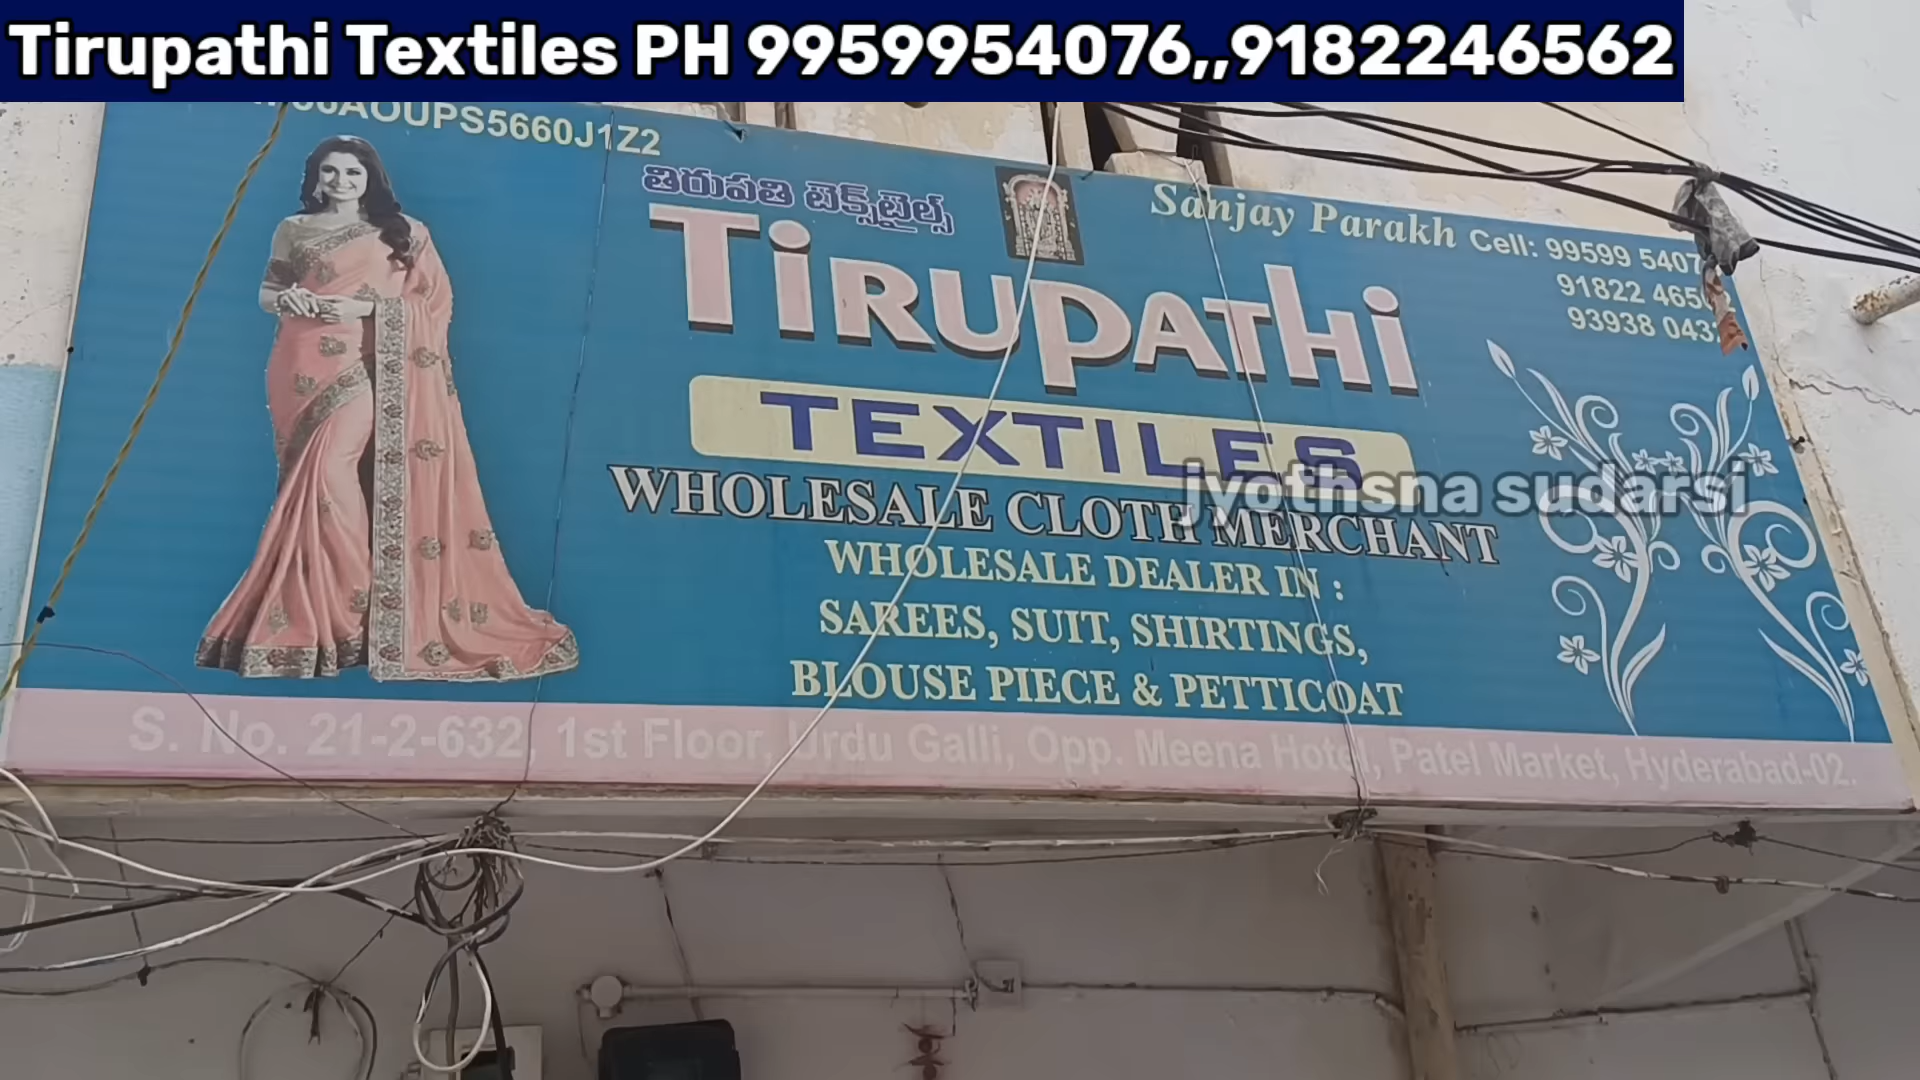 Tirupathi Textiles PH 9959954076,,9182246562
AOUPS5660J1Z2
తిరుపతి టెక్స్‌టైల్స్
Sanjay Parakh Cell: 99599 5407
91822 465
93938 043
TIRUPATHI
TEXTILES
jyothsna sudarsi
WHOLESALE CLOTH MERCHANT
WHOLESALE DEALER IN :
SAREES, SUIT, SHIRTINGS,
BLOUSE PIECE & PETTICOAT
S. No. 21-2-632, 1st Floor, Urdu Galli, Opp. Meena Hotel, Patel Market, Hyderabad-02.